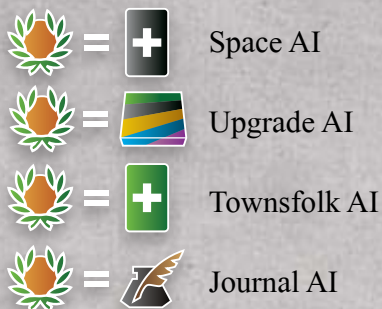 = + Space AI
= Upgrade AI
= + Townsfolk AI
= Journal AI